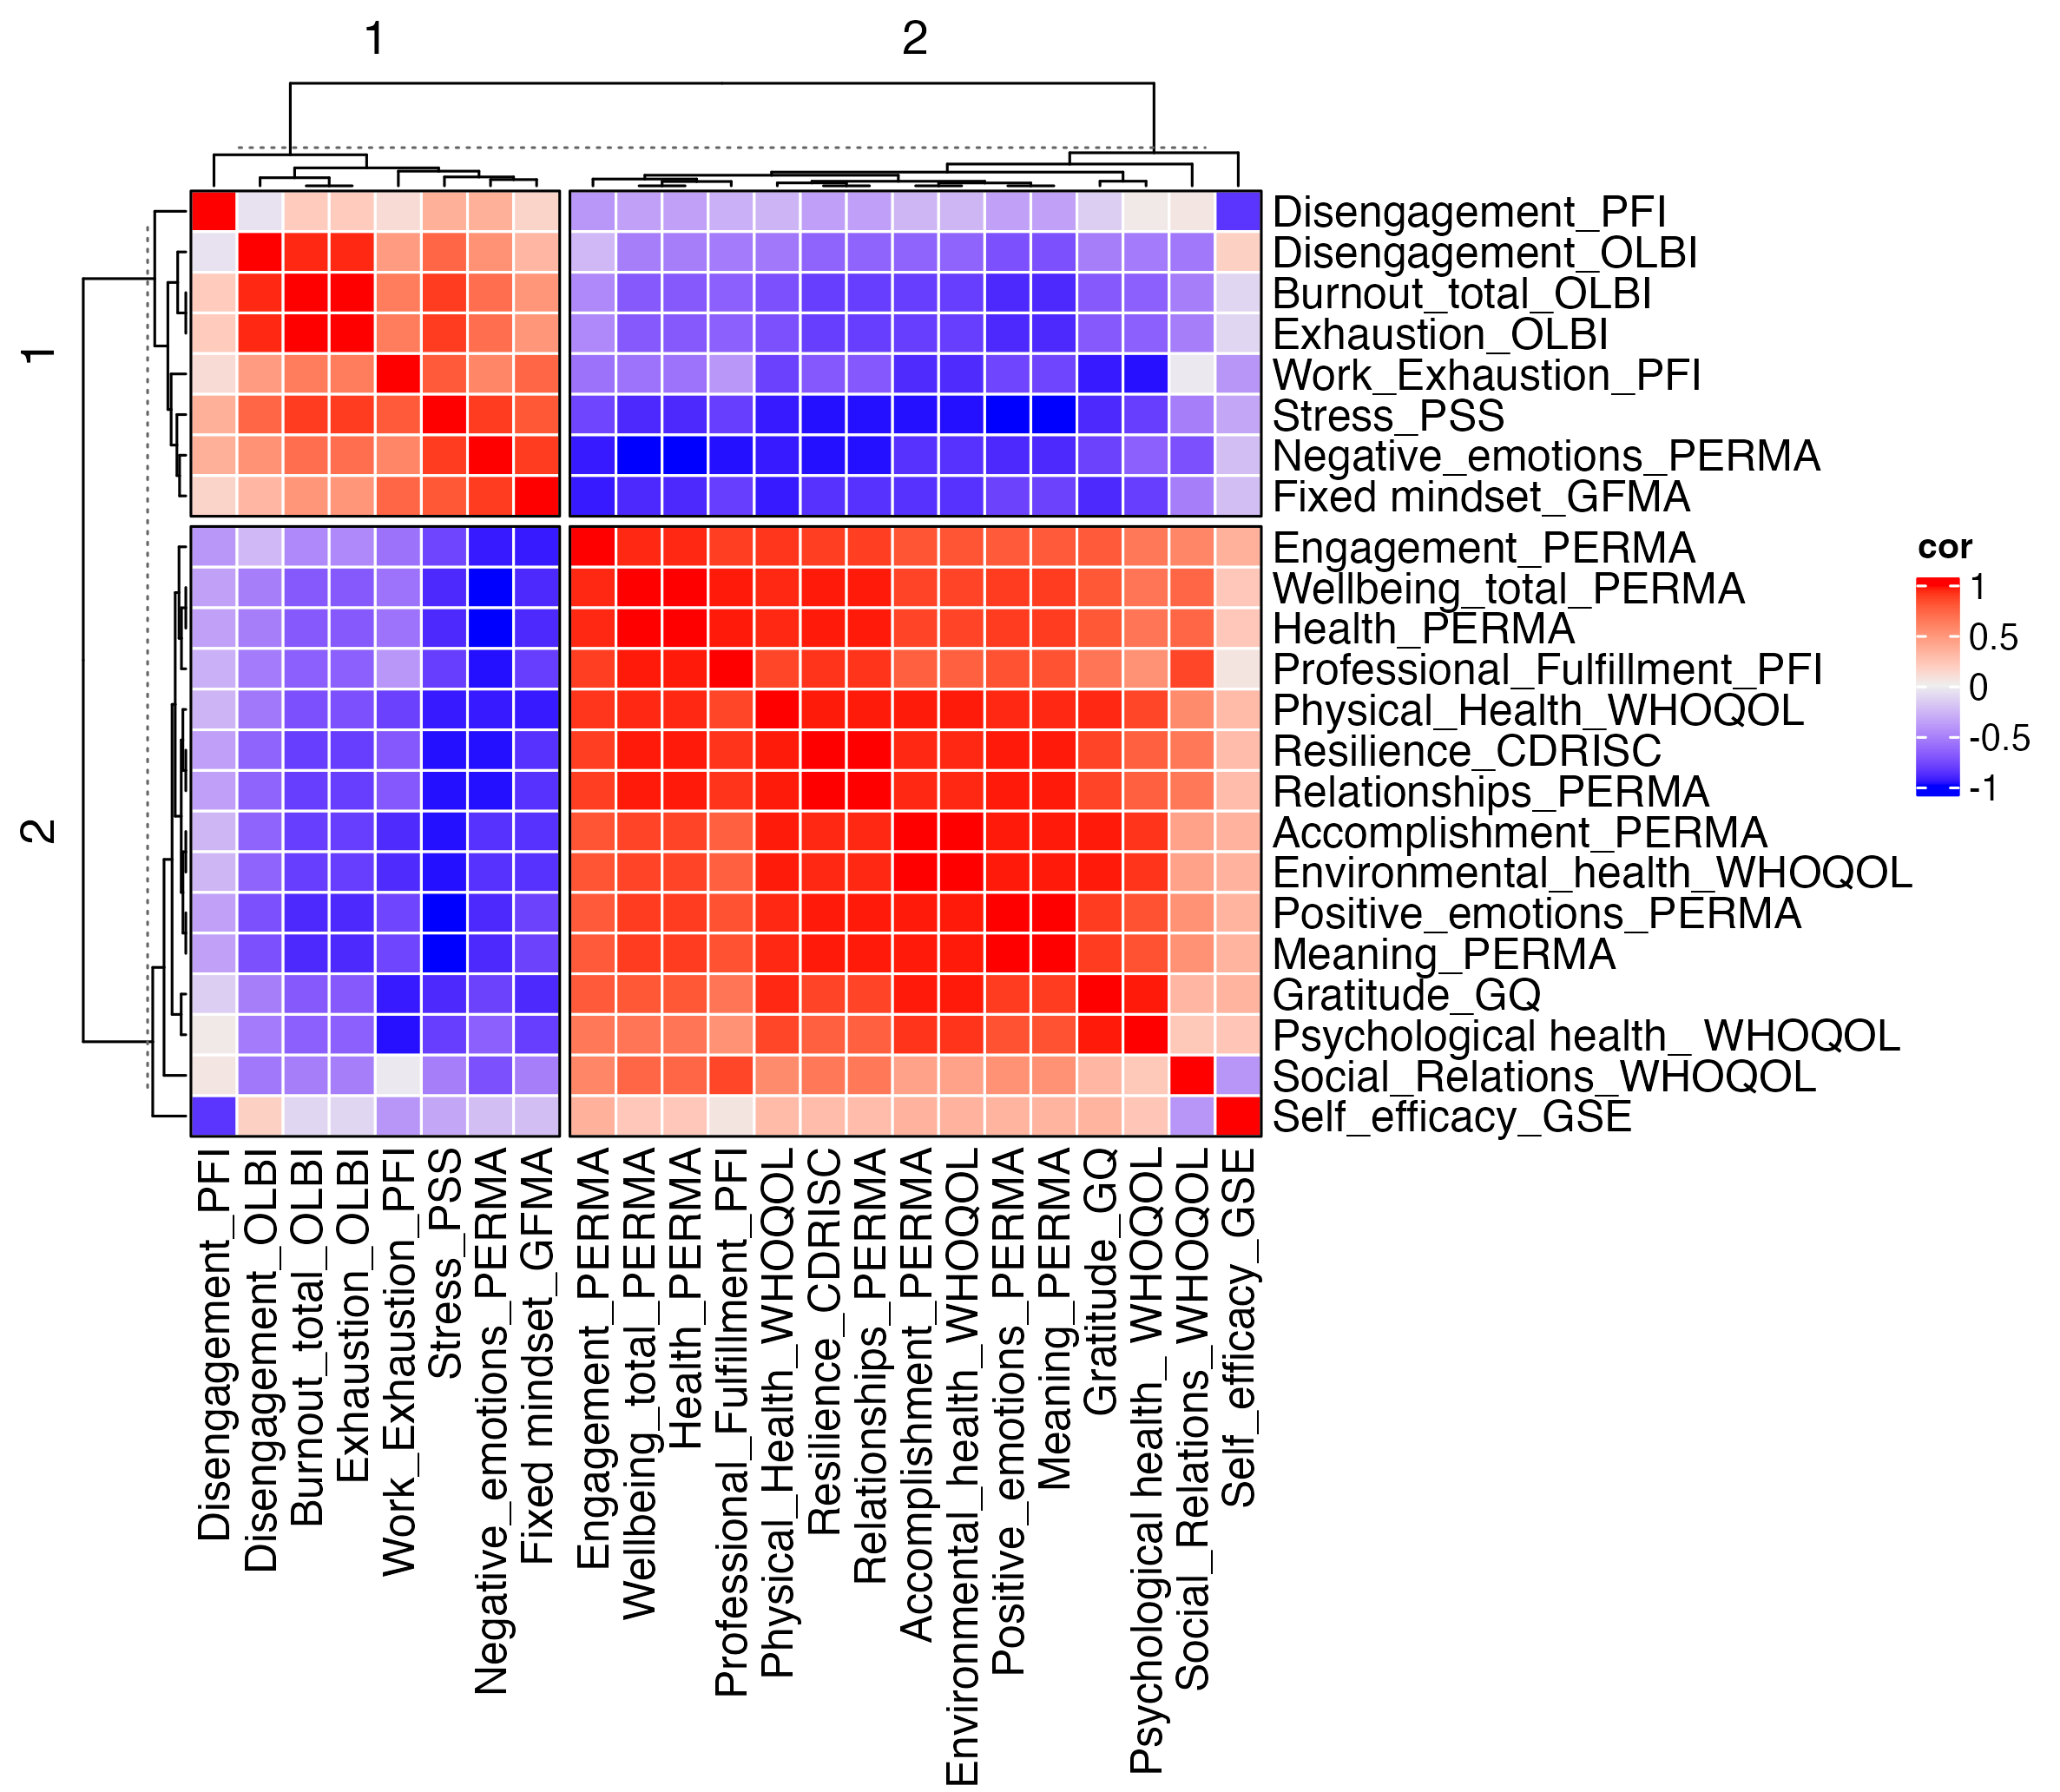 1
2
1
2
Disengagement_PFI
Disengagement_OLBI
Burnout_total_OLBI
Exhaustion_OLBI
Work_Exhaustion_PFI
Stress_PSS
Negative_emotions_PERMA
Fixed mindset_GFMA
Engagement_PERMA
Wellbeing_total_PERMA
Health_PERMA
Professional_Fulfillment_PFI
Physical_Health_WHOQOL
Resilience_CDRISC
Relationships_PERMA
Accomplishment_PERMA
Environmental_health_WHOQOL
Positive_emotions_PERMA
Meaning_PERMA
Gratitude_GQ
Psychological health_ WHOQOL
Social_Relations_WHOQOL
Self_efficacy_GSE
cor
1
0.5
0
-0.5
-1
Disengagement_PFI
Disengagement_OLBI
Burnout_total_OLBI
Exhaustion_OLBI
Work_Exhaustion_PFI
Stress_PSS
Negative_emotions_PERMA
Fixed mindset_GFMA
Engagement_PERMA
Wellbeing_total_PERMA
Health_PERMA
Professional_Fulfillment_PFI
Physical_Health_WHOQOL
Resilience_CDRISC
Relationships_PERMA
Accomplishment_PERMA
Environmental_health_WHOQOL
Positive_emotions_PERMA
Meaning_PERMA
Gratitude_GQ
Psychological health_ WHOQOL
Social_Relations_WHOQOL
Self_efficacy_GSE